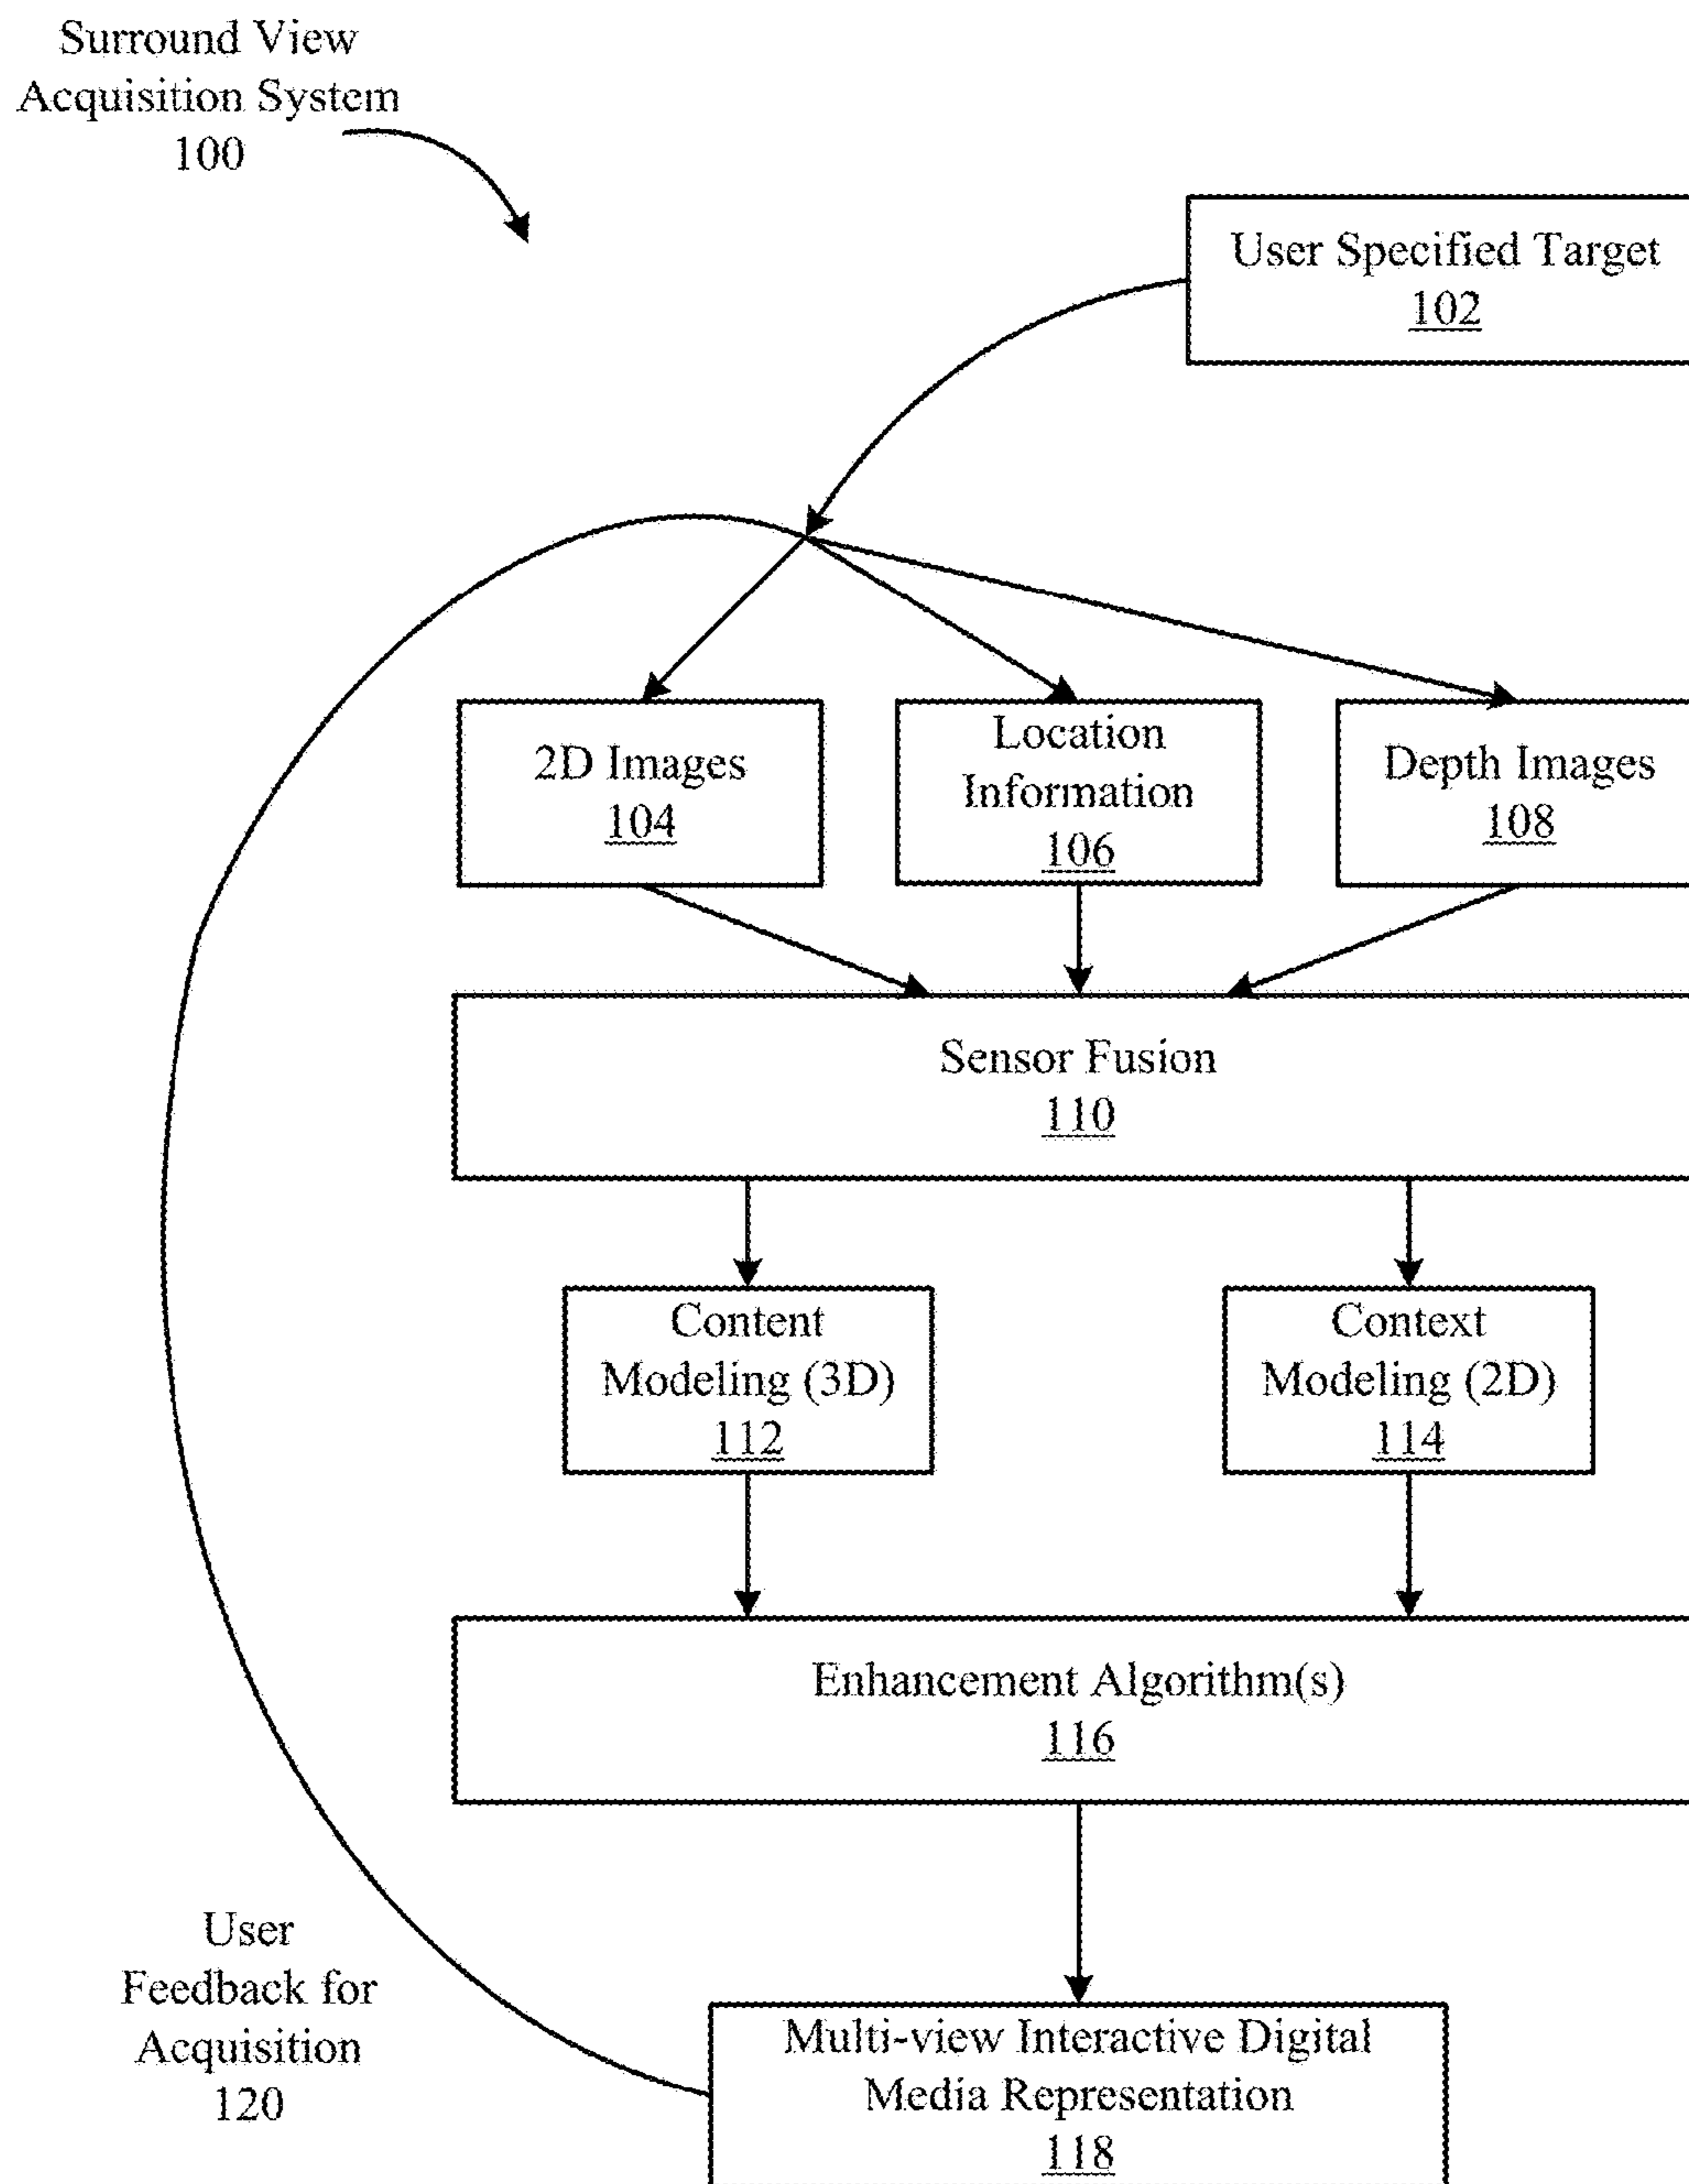 Surround View
Acquisition System
100
User Specified Target
102
2D Images
104
Location
Information
106
Depth Images
108
Sensor Fusion
110
Content
Modeling (3D)
112
Context
Modeling (2D)
114
Enhancement Algorithm(s)
116
User
Feedback for
Acquisition
120
Multi-view Interactive Digital
Media Representation
118